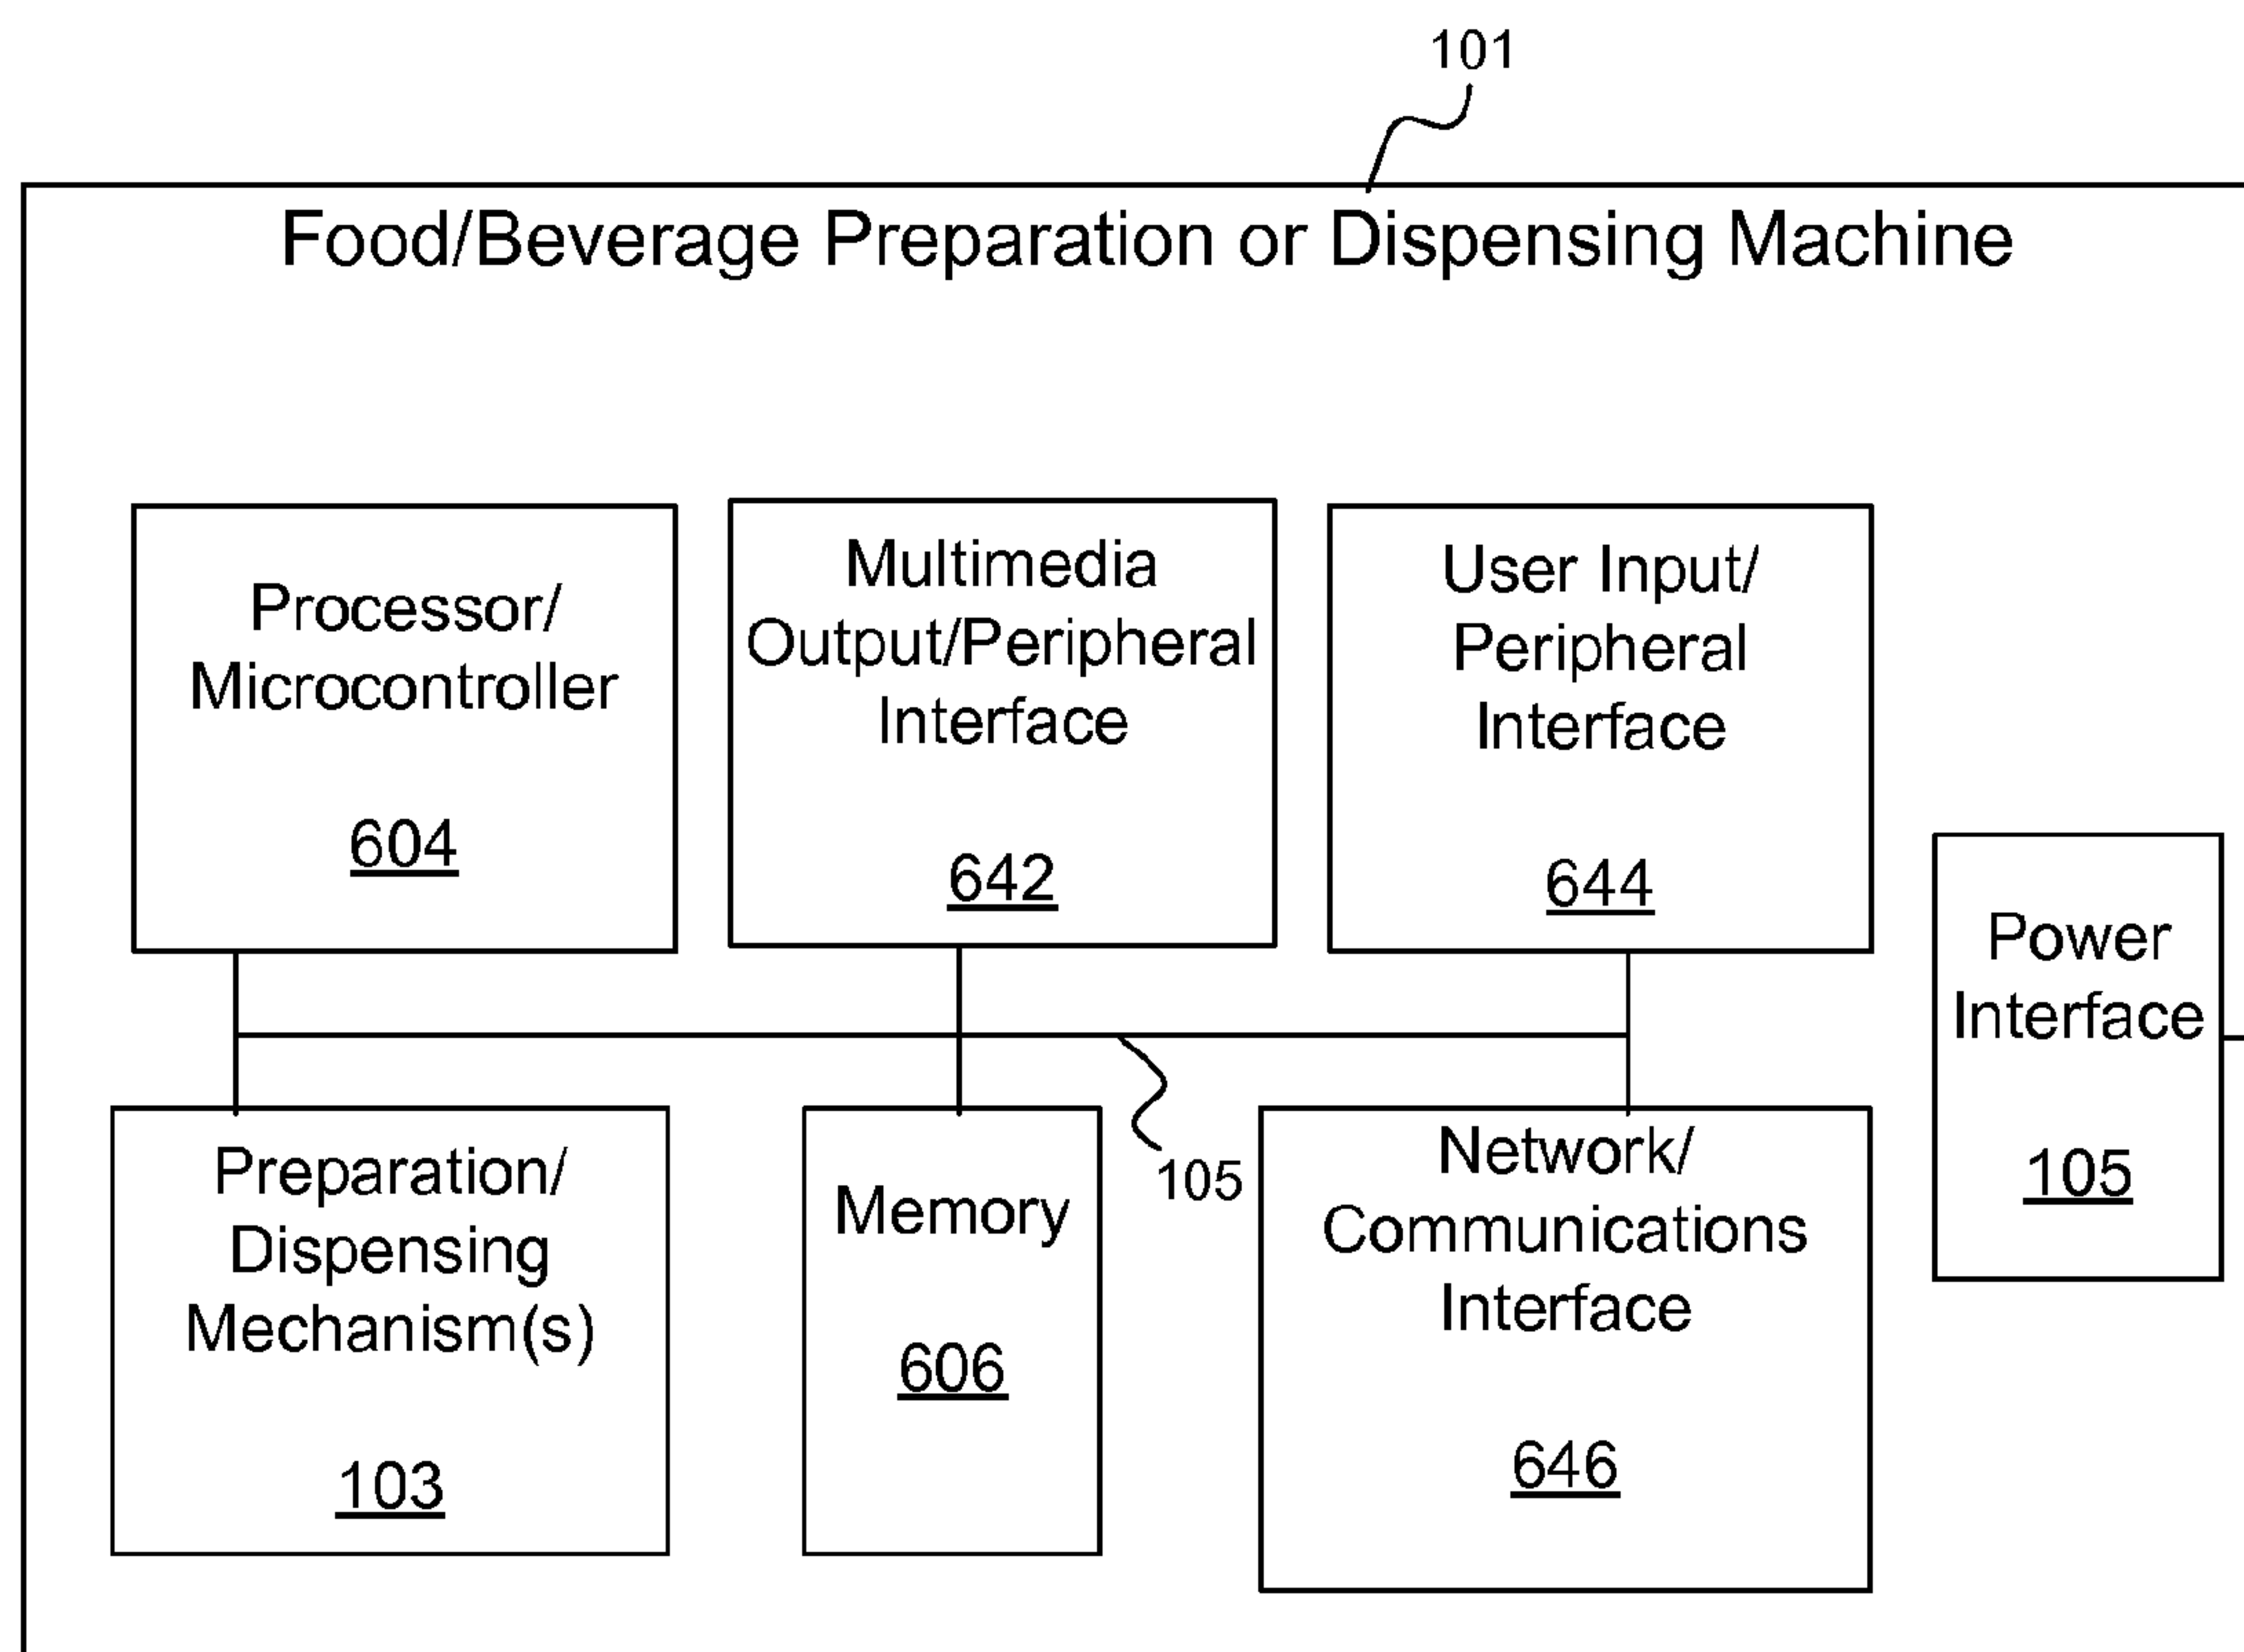 101
Food/Beverage Preparation or Dispensing Machine
Processor/
Microcontroller
604
Multimedia
Output/Peripheral
Interface
642
User Input/
Peripheral
Interface
644
Power
Interface
105
105
Preparation/
Dispensing
Mechanism(s)
103
Memory
606
Network/
Communications
Interface
646